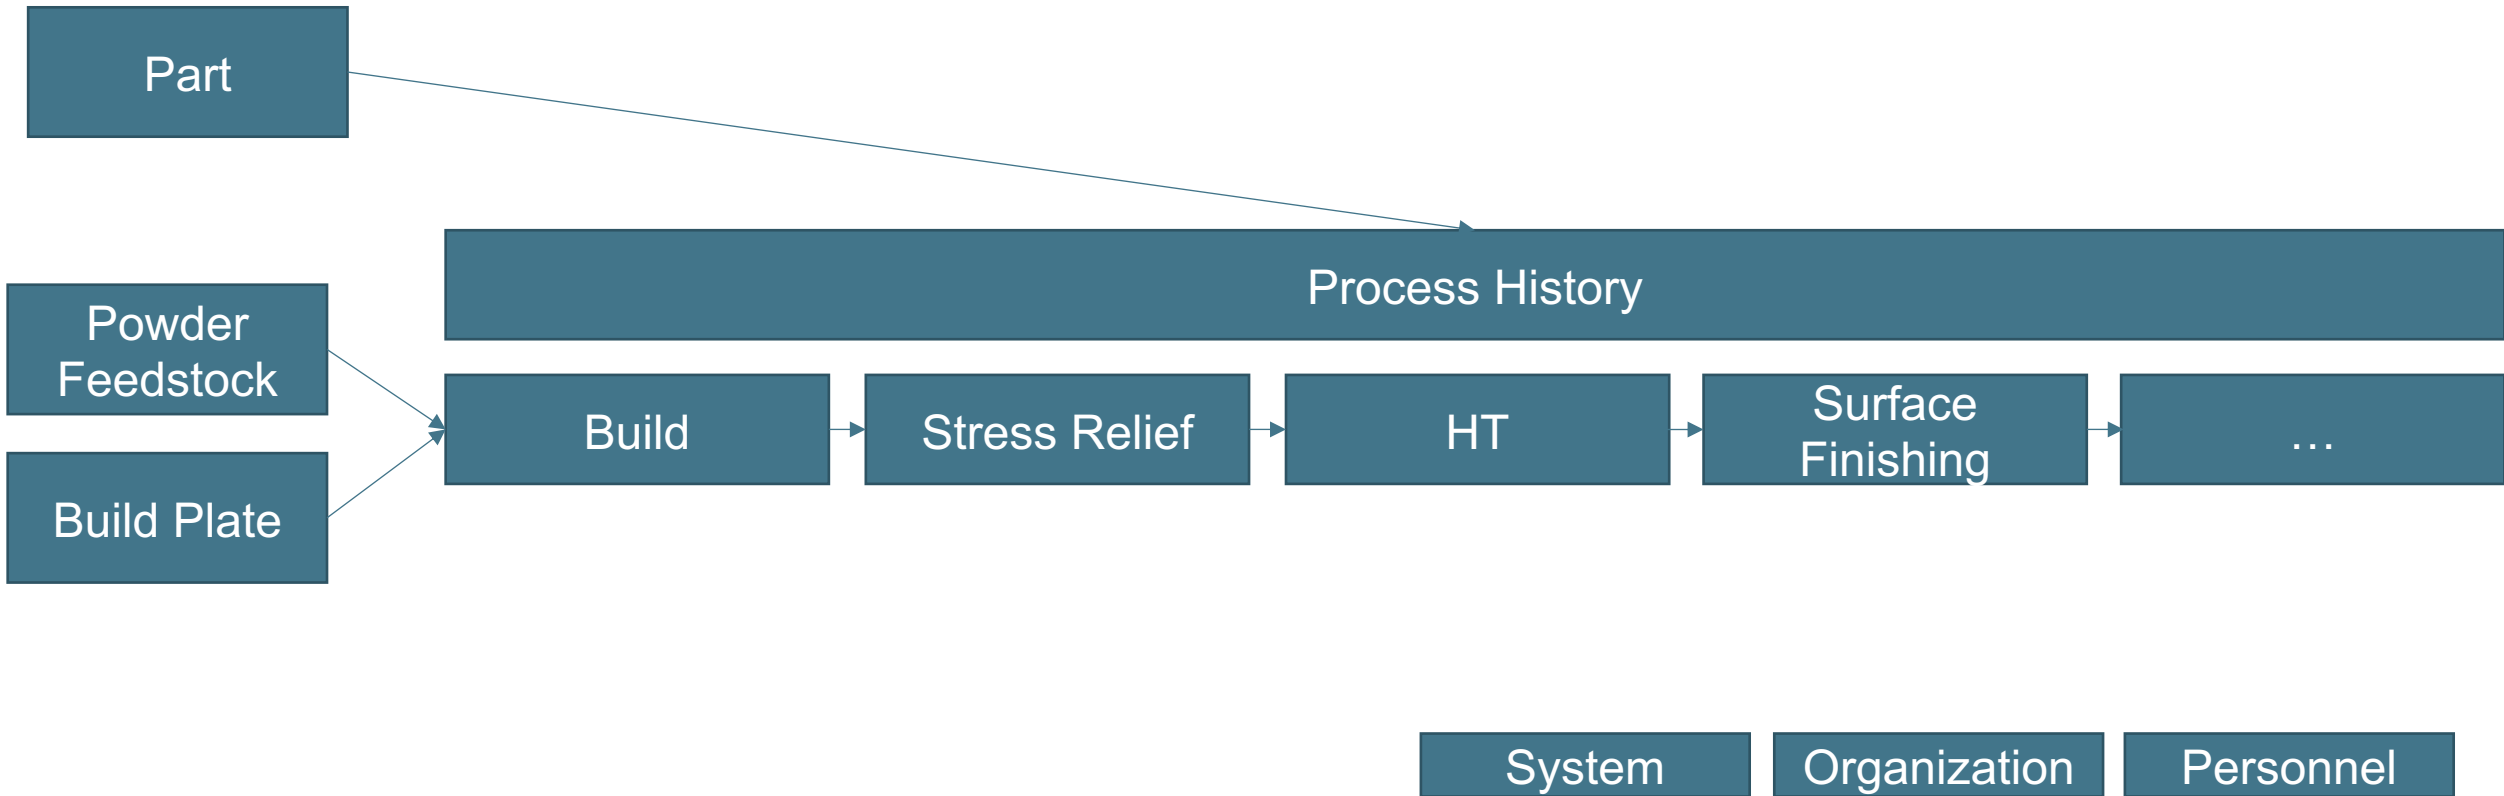 Part
Process History
Powder
Feedstock
Build Plate
Build
Stress Relief
HT
Surface
Finishing
...
System
Organization
Personnel